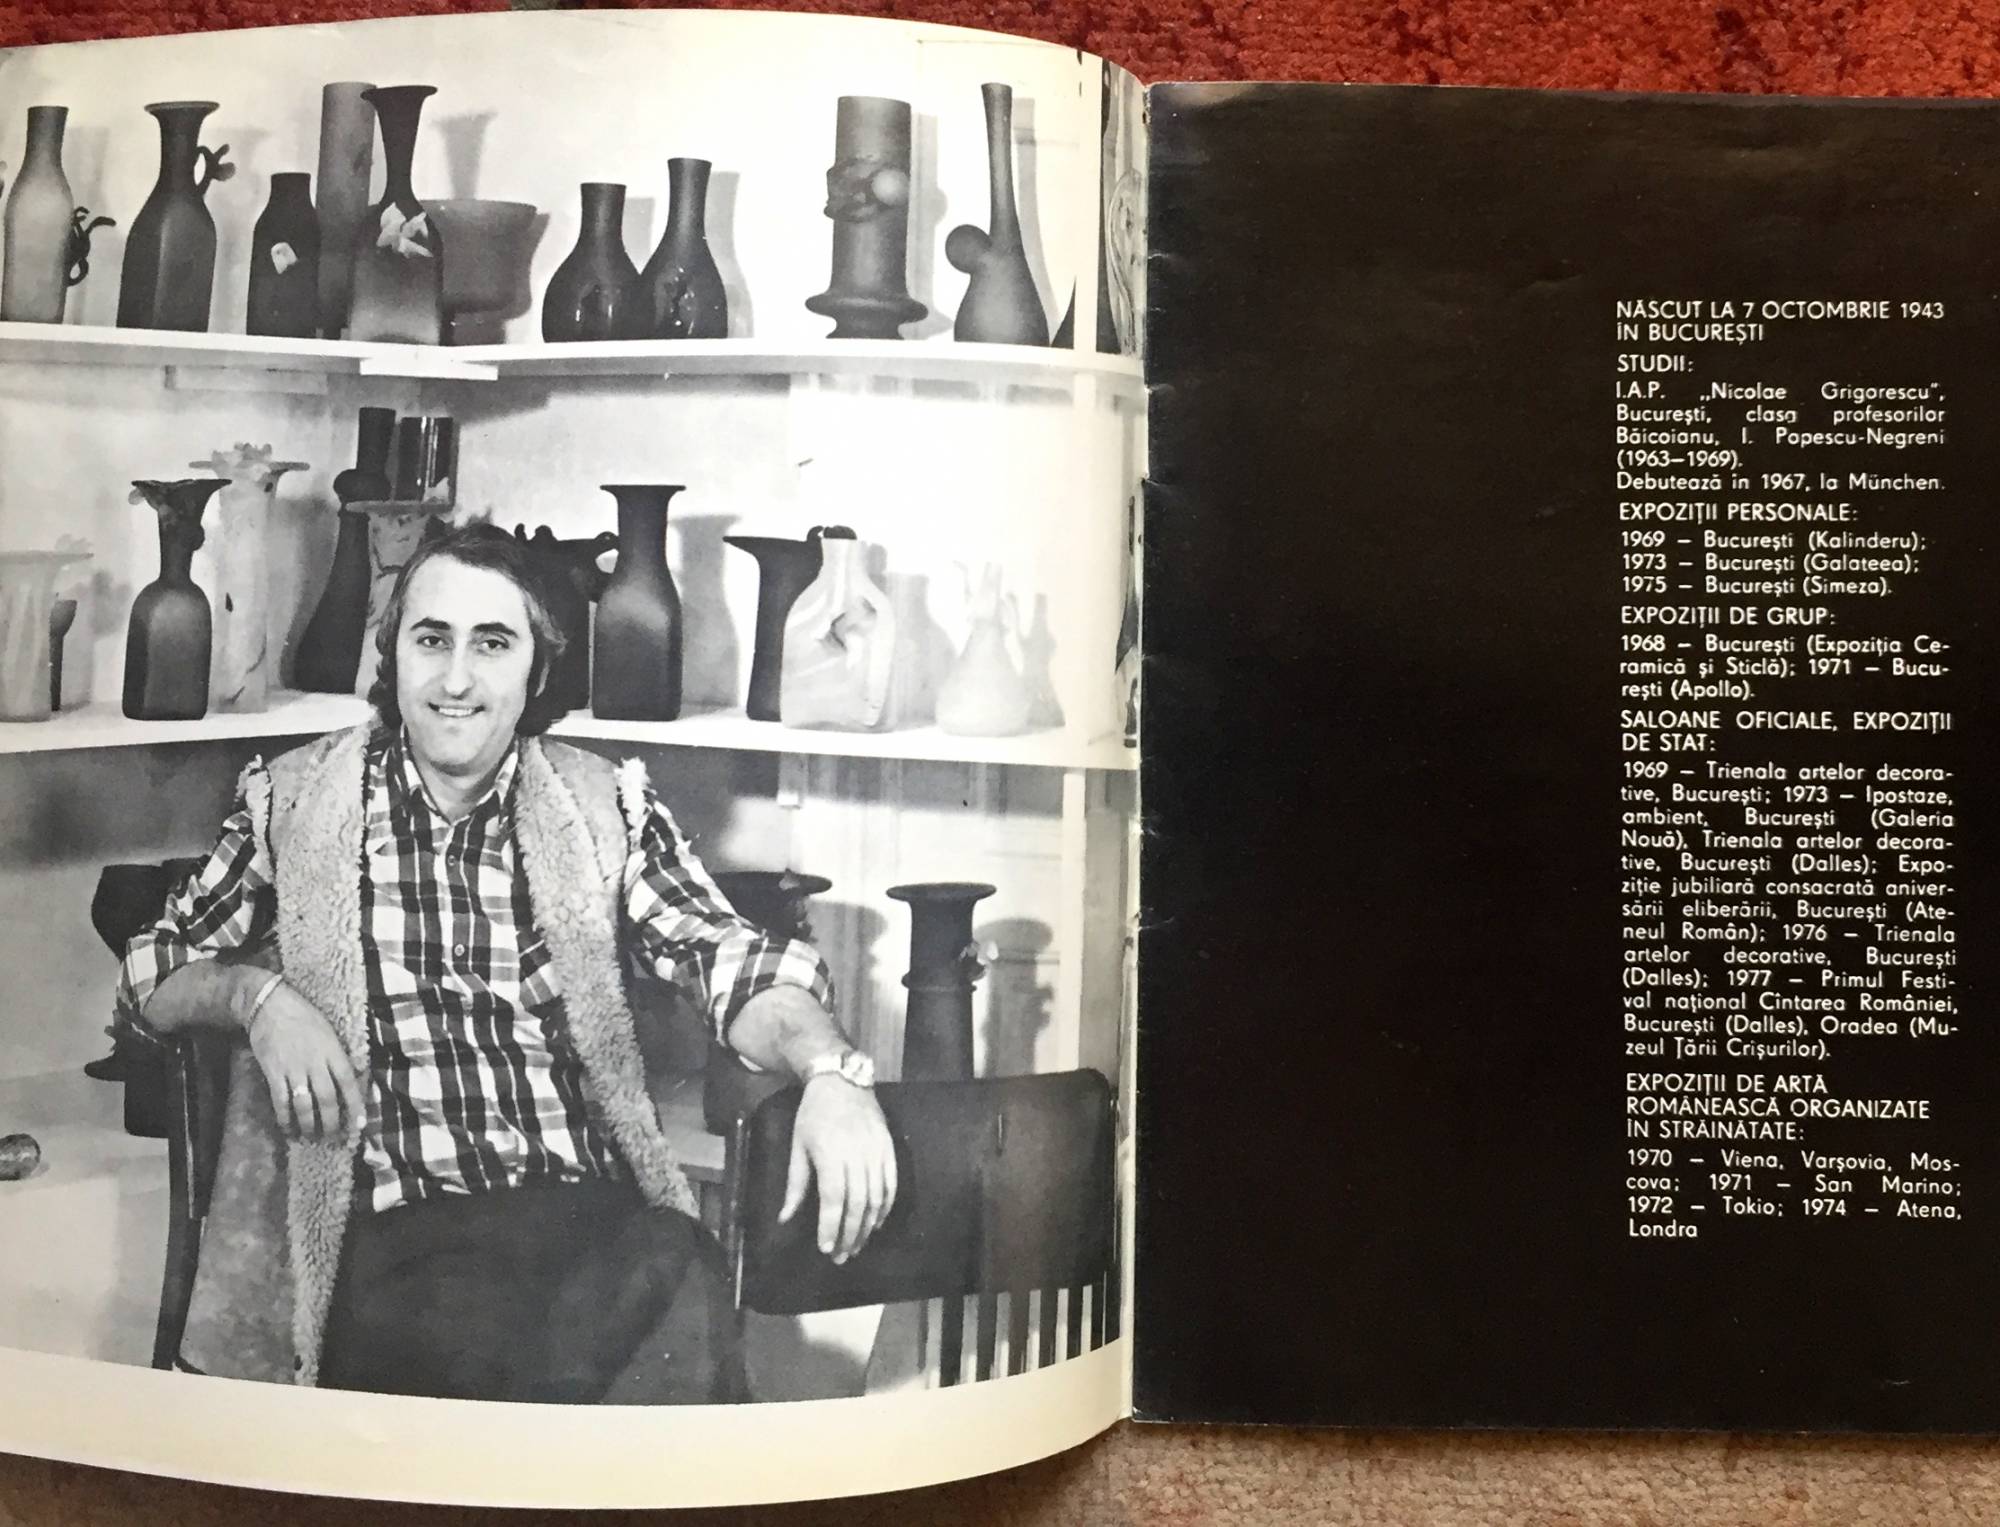 NĂSCUT LA 7 OCTOMBRIE 1943
ÎN BUCUREȘTI
STUDII:
I.A.P. „Nicolae Grigorescu",
București, clasa profesorilor
Băicoianu, I. Popescu-Negreni
(1963–1969).
Debutează în 1967, la München.
EXPOZIȚII PERSONALE:
1969 – București (Kalinderu);
1973 – București (Galateea);
1975 – București (Simeza).
EXPOZIȚII DE GRUP:
1968 – București (Expoziția Ce-
ramică și Sticlă); 1971 – Bucu-
rești (Apollo).
SALOANE OFICIALE, EXPOZIȚII
DE STAT:
1969 – Trienala artelor decora-
tive, București; 1973 – Ipostaze,
ambient, București (Galeria
Nouă), Trienala artelor decora-
tive, București (Dalles); Expo-
ziție jubiliară consacrată aniver-
sării eliberării, București (Ate-
neul Român); 1976 – Trienala
artelor decorative, București
(Dalles); 1977 – Primul Festi-
val național Cîntarea României,
București (Dalles), Oradea (Mu-
zeul Țării Crișurilor).
EXPOZIȚII DE ARTĂ
ROMÂNEASCĂ ORGANIZATE
ÎN STRĂINĂTATE:
1970 – Viena, Varșovia, Mos-
cova; 1971 – San Marino;
1972 – Tokio; 1974 – Atena,
Londra